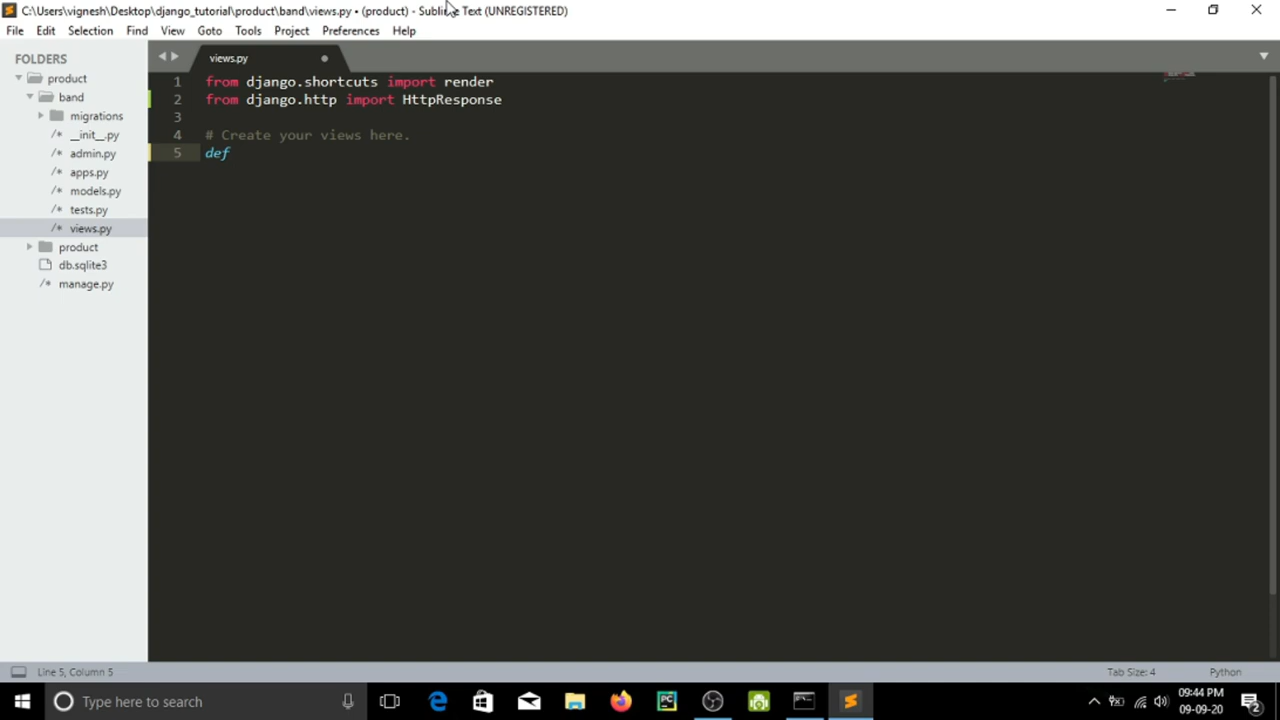 C:\Users\vignesh\Desktop\django_tutorial\product\band\views.py • (product) - Sublime Text (UNREGISTERED)
File Edit Selection Find View Goto Tools Project Preferences Help
FOLDERS
product
band
migrations
/* __init__.py
/* admin.py
/* apps.py
/* models.py
/* tests.py
/* views.py
product
db.sqlite3
/* manage.py
views.py
1 from django.shortcuts import render
2 from django.http import HttpResponse
3
4 # Create your views here.
5 def
Line 5, Column 5
Tab Size: 4
Python
Type here to search
PC
09:44 PM
09-09-20
2